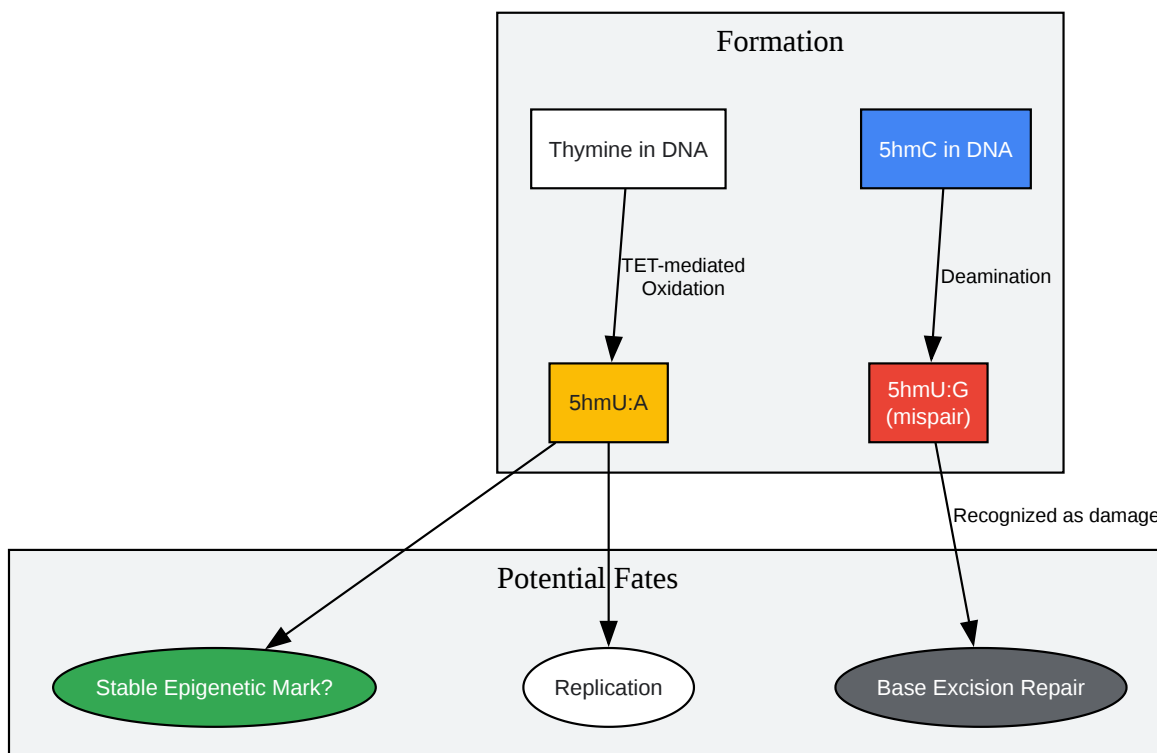 Formation
Thymine in DNA
5hmC in DNA
TET-mediated
Oxidation
Deamination
5hmU:A
5hmU:G
(mispair)
Recognized as damage
Potential Fates
Stable Epigenetic Mark?
Replication
Base Excision Repair